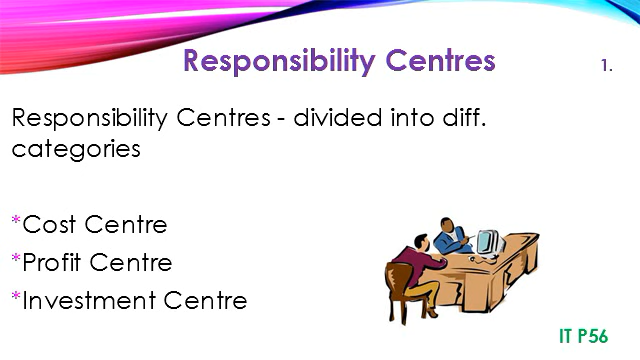 Responsibility Centres
1.
Responsibility Centres - divided into diff.
categories
*Cost Centre
*Profit Centre
*Investment Centre
IT P56